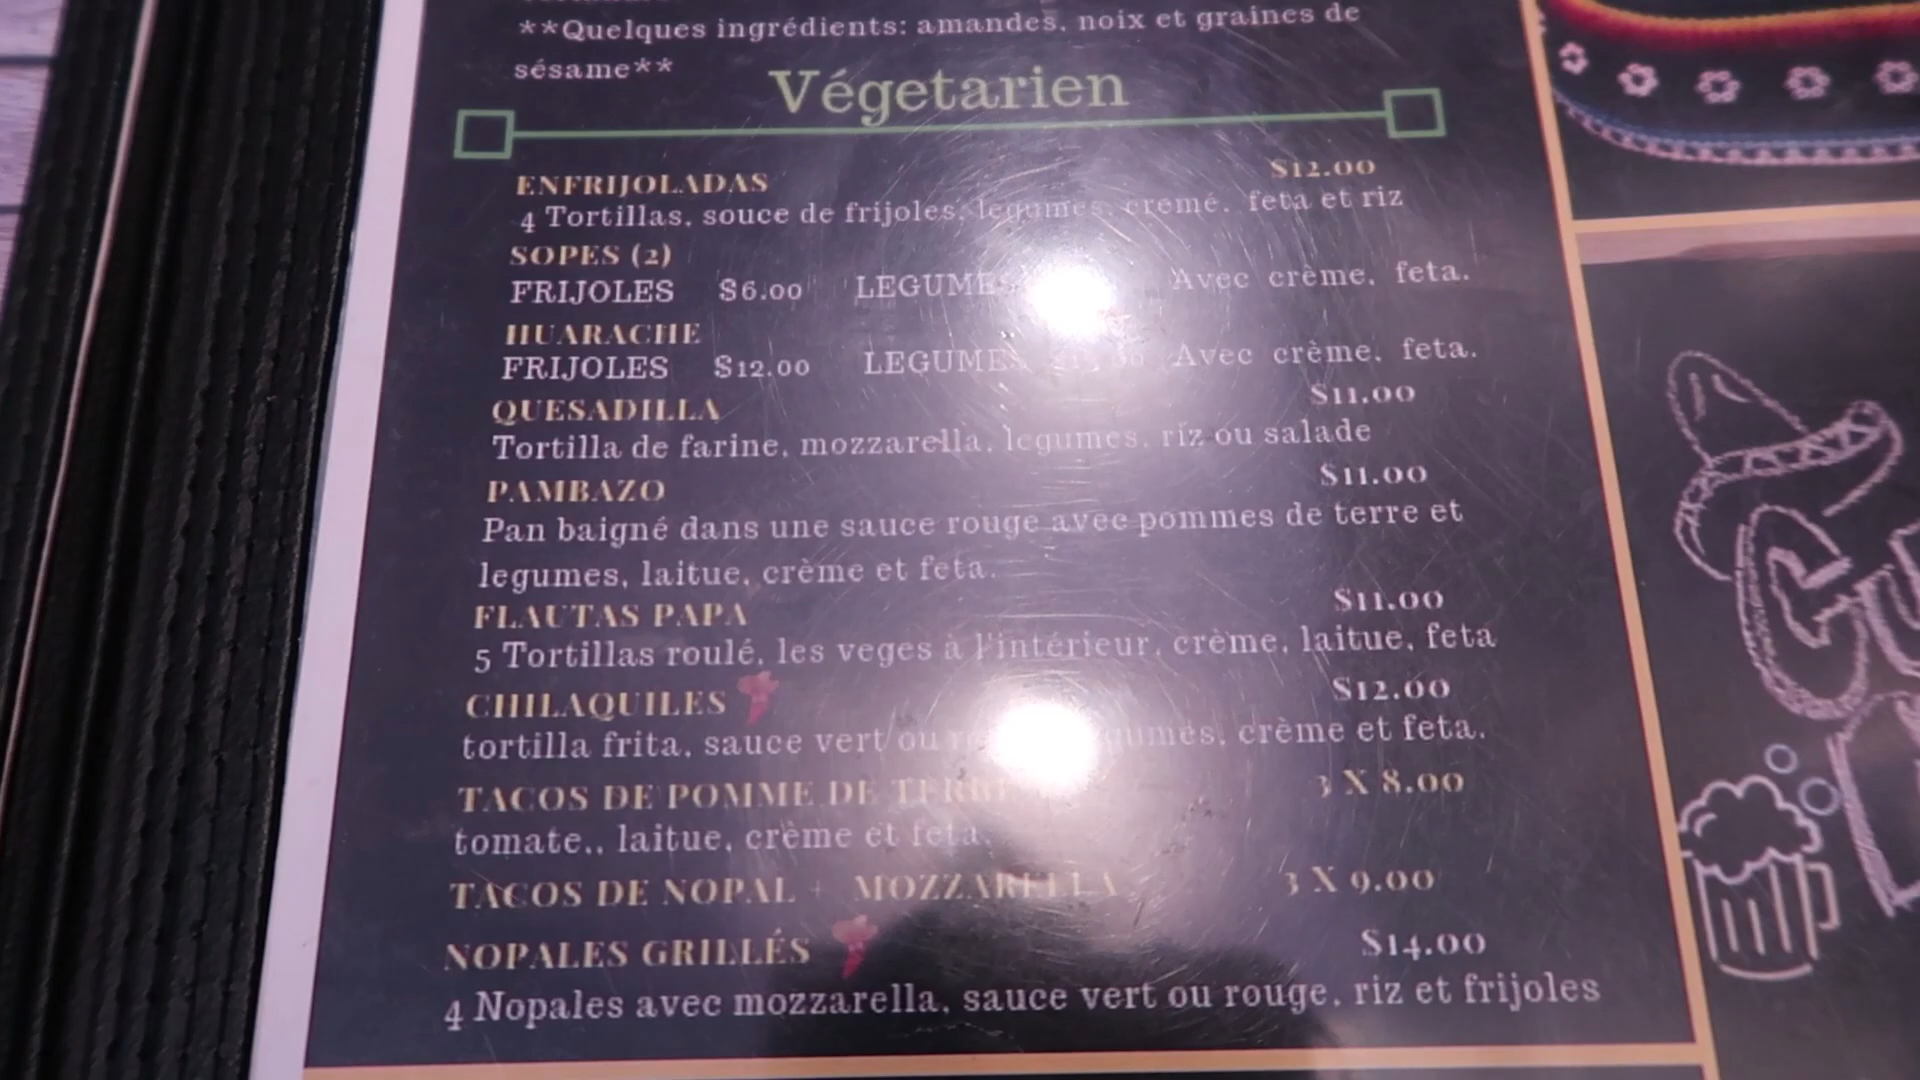 **Quelques ingrédients: amandes, noix et graines de
sésame**
Végetarien
ENFRIJOLADAS $12.00
4 Tortillas, souce de frijoles, legumes, cremé, feta et riz
SOPES (2)
FRIJOLES $6.00 LEGUMES Avec crème, feta.
HUARACHE
FRIJOLES $12.00 LEGUMES Avec crème, feta.
QUESADILLA $11.00
Tortilla de farine, mozzarella, legumes, riz ou salade
PAMBAZO $11.00
Pan baigné dans une sauce rouge avec pommes de terre et
legumes, laitue, crème et feta.
FLAUTAS PAPA $11.00
5 Tortillas roulé, les veges à l'intérieur, crème, laitue, feta
CHILAQUILES $12.00
tortilla frita, sauce vert ou crème et feta.
TACOS DE POMME DE TERRE 3 X 8.00
tomate,, laitue, crème et feta.
TACOS DE NOPAL + MOZZARELLA 3 X 9.00
NOPALES GRILLÉS $14.00
4 Nopales avec mozzarella, sauce vert ou rouge, riz et frijoles